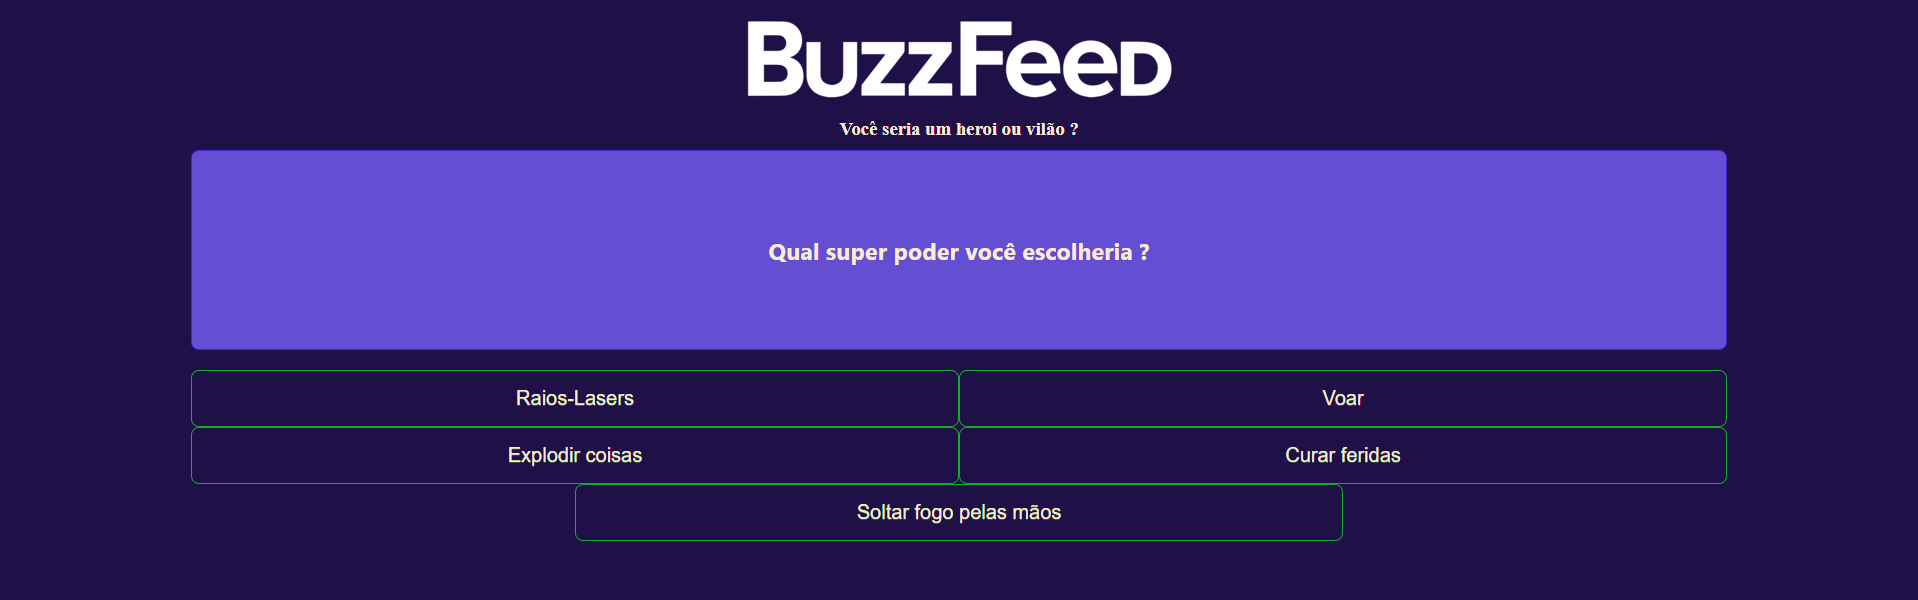 BuzzFeed
Você seria um heroi ou vilão ?
Qual super poder você escolheria ?
Raios-Lasers
Voar
Explodir coisas
Curar feridas
Soltar fogo pelas mãos